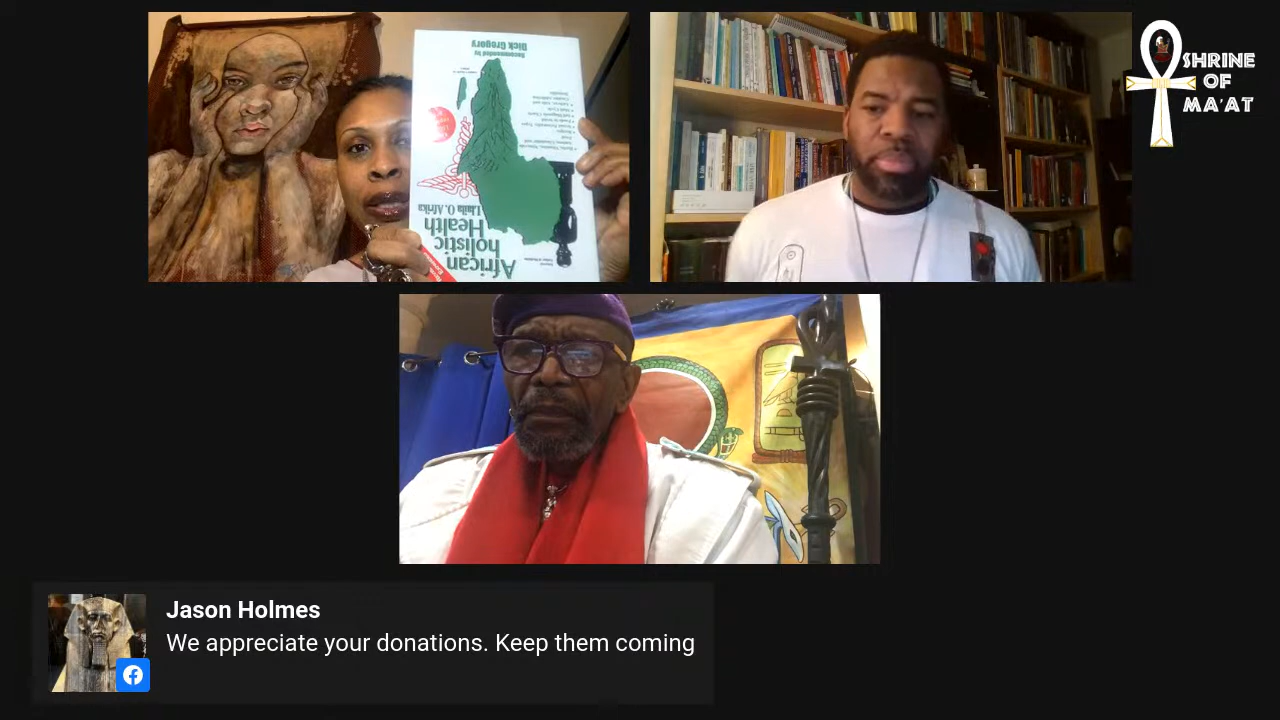 African
holistic
Health
Llaila O. Afrika
Recommended by
Dick Gregory
SHRINE
OF
MA'AT
Jason Holmes
We appreciate your donations. Keep them coming